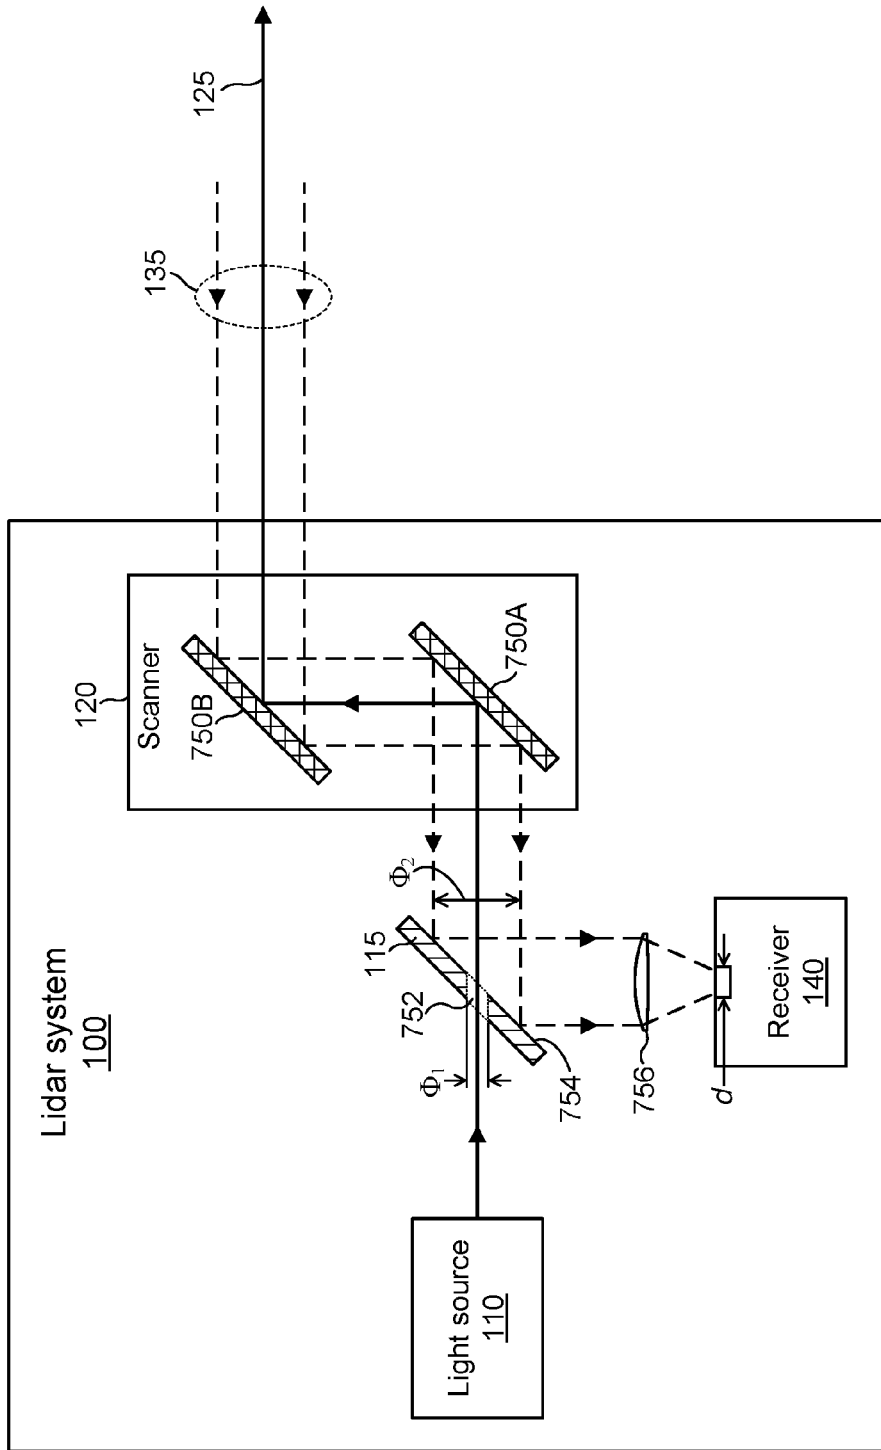 Lidar system
100
Light source
110
Φ1
752
115
754
Φ2
756
d
Receiver
140
120
Scanner
750B
750A
135
125